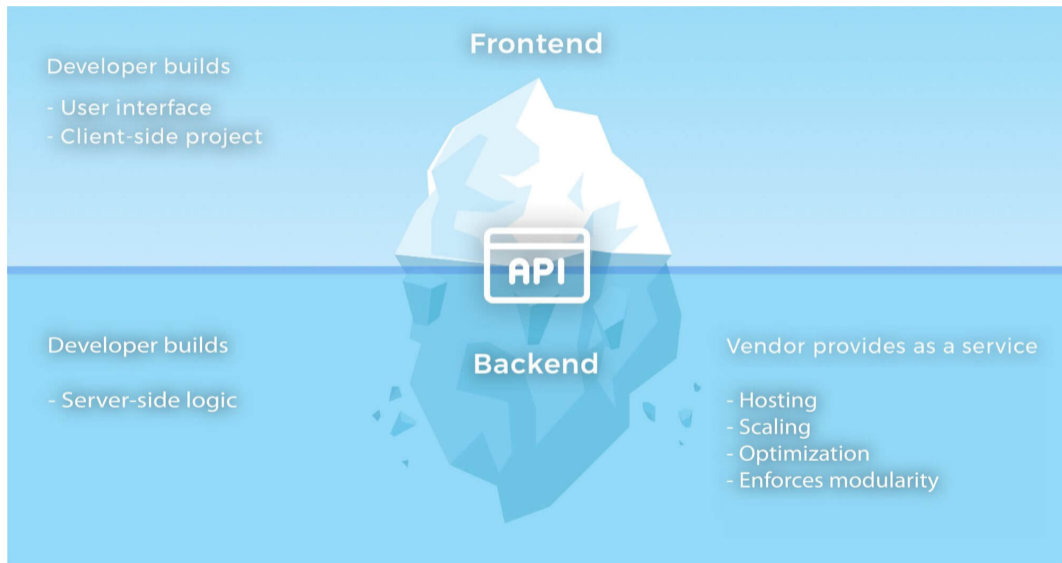 Frontend
Developer builds
- User interface
- Client-side project
API
Developer builds
- Server-side logic
Backend
Vendor provides as a service
- Hosting
- Scaling
- Optimization
- Enforces modularity